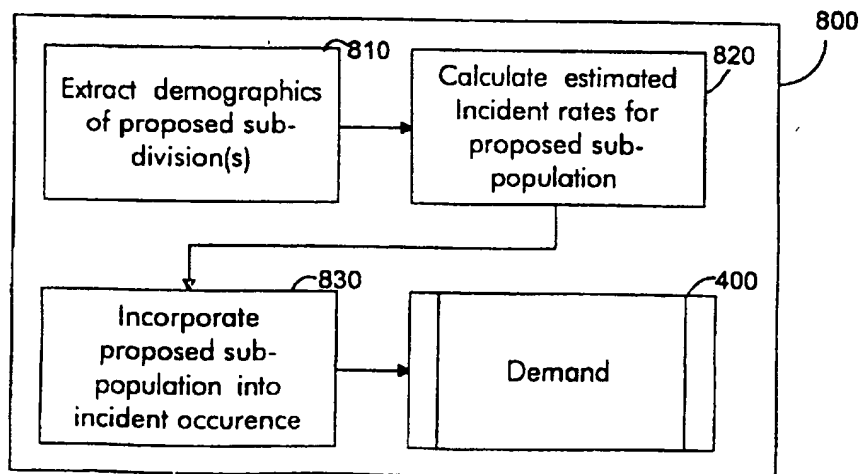 800
810
Extract demographics
of proposed sub-
division(s)
820
Calculate estimated
Incident rates for
proposed sub-
population
830
Incorporate
proposed sub-
population into
incident occurence
400
Demand